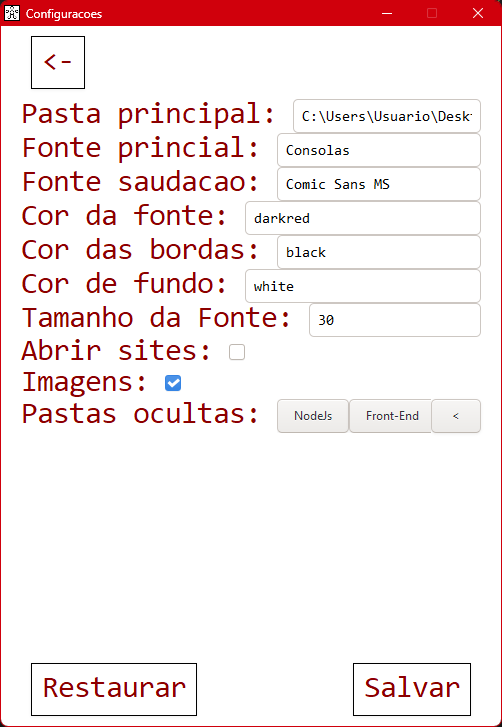 Configuracoes
<-
Pasta principal: C:\Users\Usuario\Desk
Fonte princial: Consolas
Fonte saudacao: Comic Sans MS
Cor da fonte: darkred
Cor das bordas: black
Cor de fundo: white
Tamanho da Fonte: 30
Abrir sites:
Imagens:
Pastas ocultas: NodeJs Front-End <
Restaurar Salvar